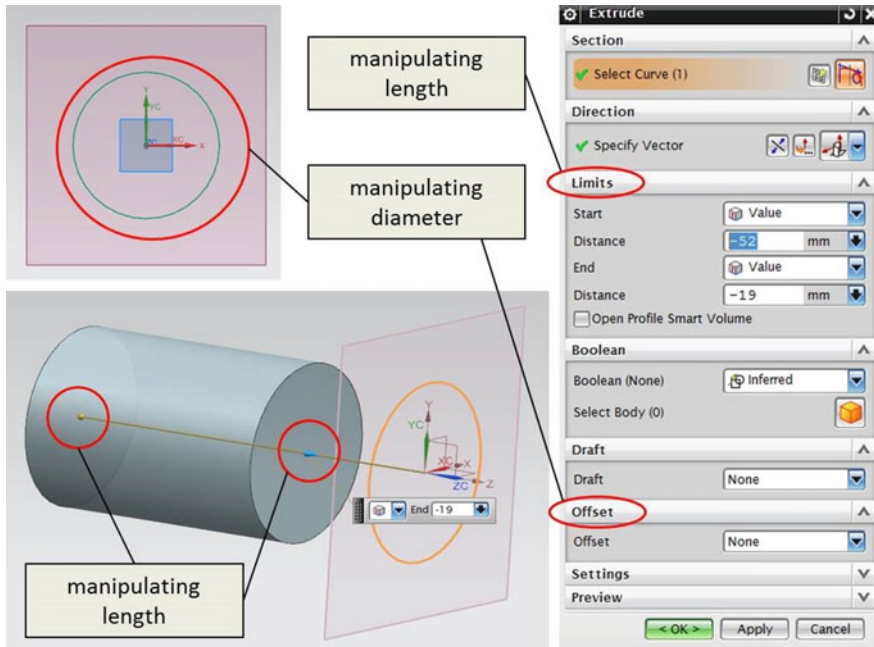 Y
YC
ZC
XC
X
manipulating
length
manipulating
diameter
Y
YC
XC
X
ZC
Z
End -19
manipulating
length
Extrude
Section
Select Curve (1)
Direction
Specify Vector
Limits
Start Value
Distance -52 mm
End Value
Distance -19 mm
Open Profile Smart Volume
Boolean
Boolean (None) Inferred
Select Body (0)
Draft
Draft None
Offset
Offset None
Settings
Preview
< OK > Apply Cancel